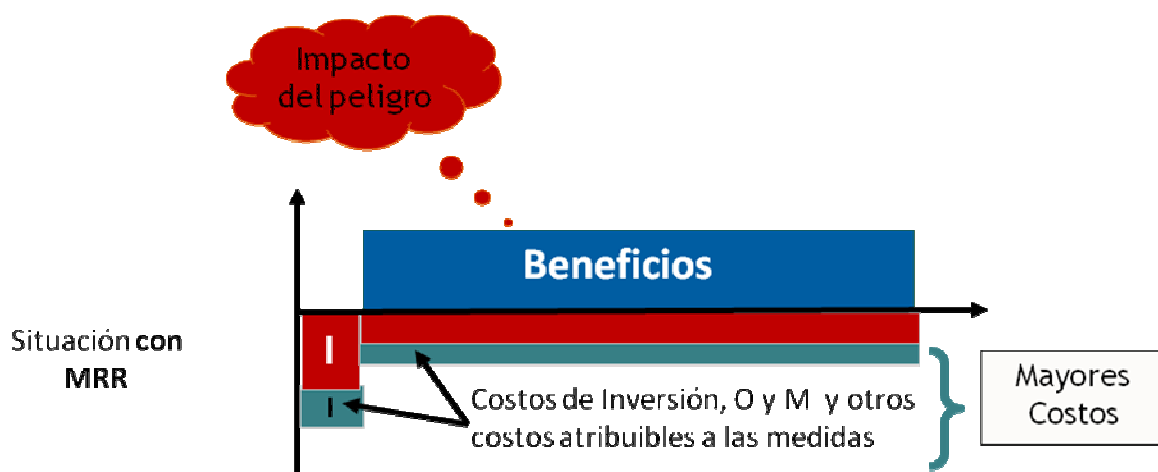 Impacto
del peligro
Beneficios
Situación con
MRR
I
I
Costos de Inversión, O y M y otros
costos atribuibles a las medidas
Mayores
Costos